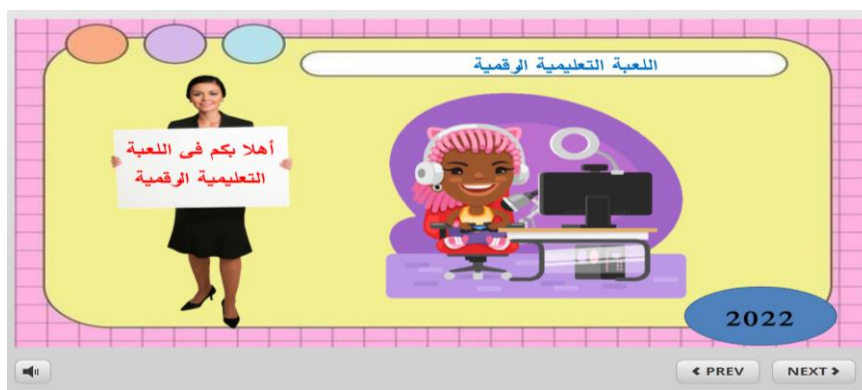 اللعبة التعليمية الرقمية
أهلا بكم فى اللعبة
التعليمية الرقمية
2022
PREV
NEXT